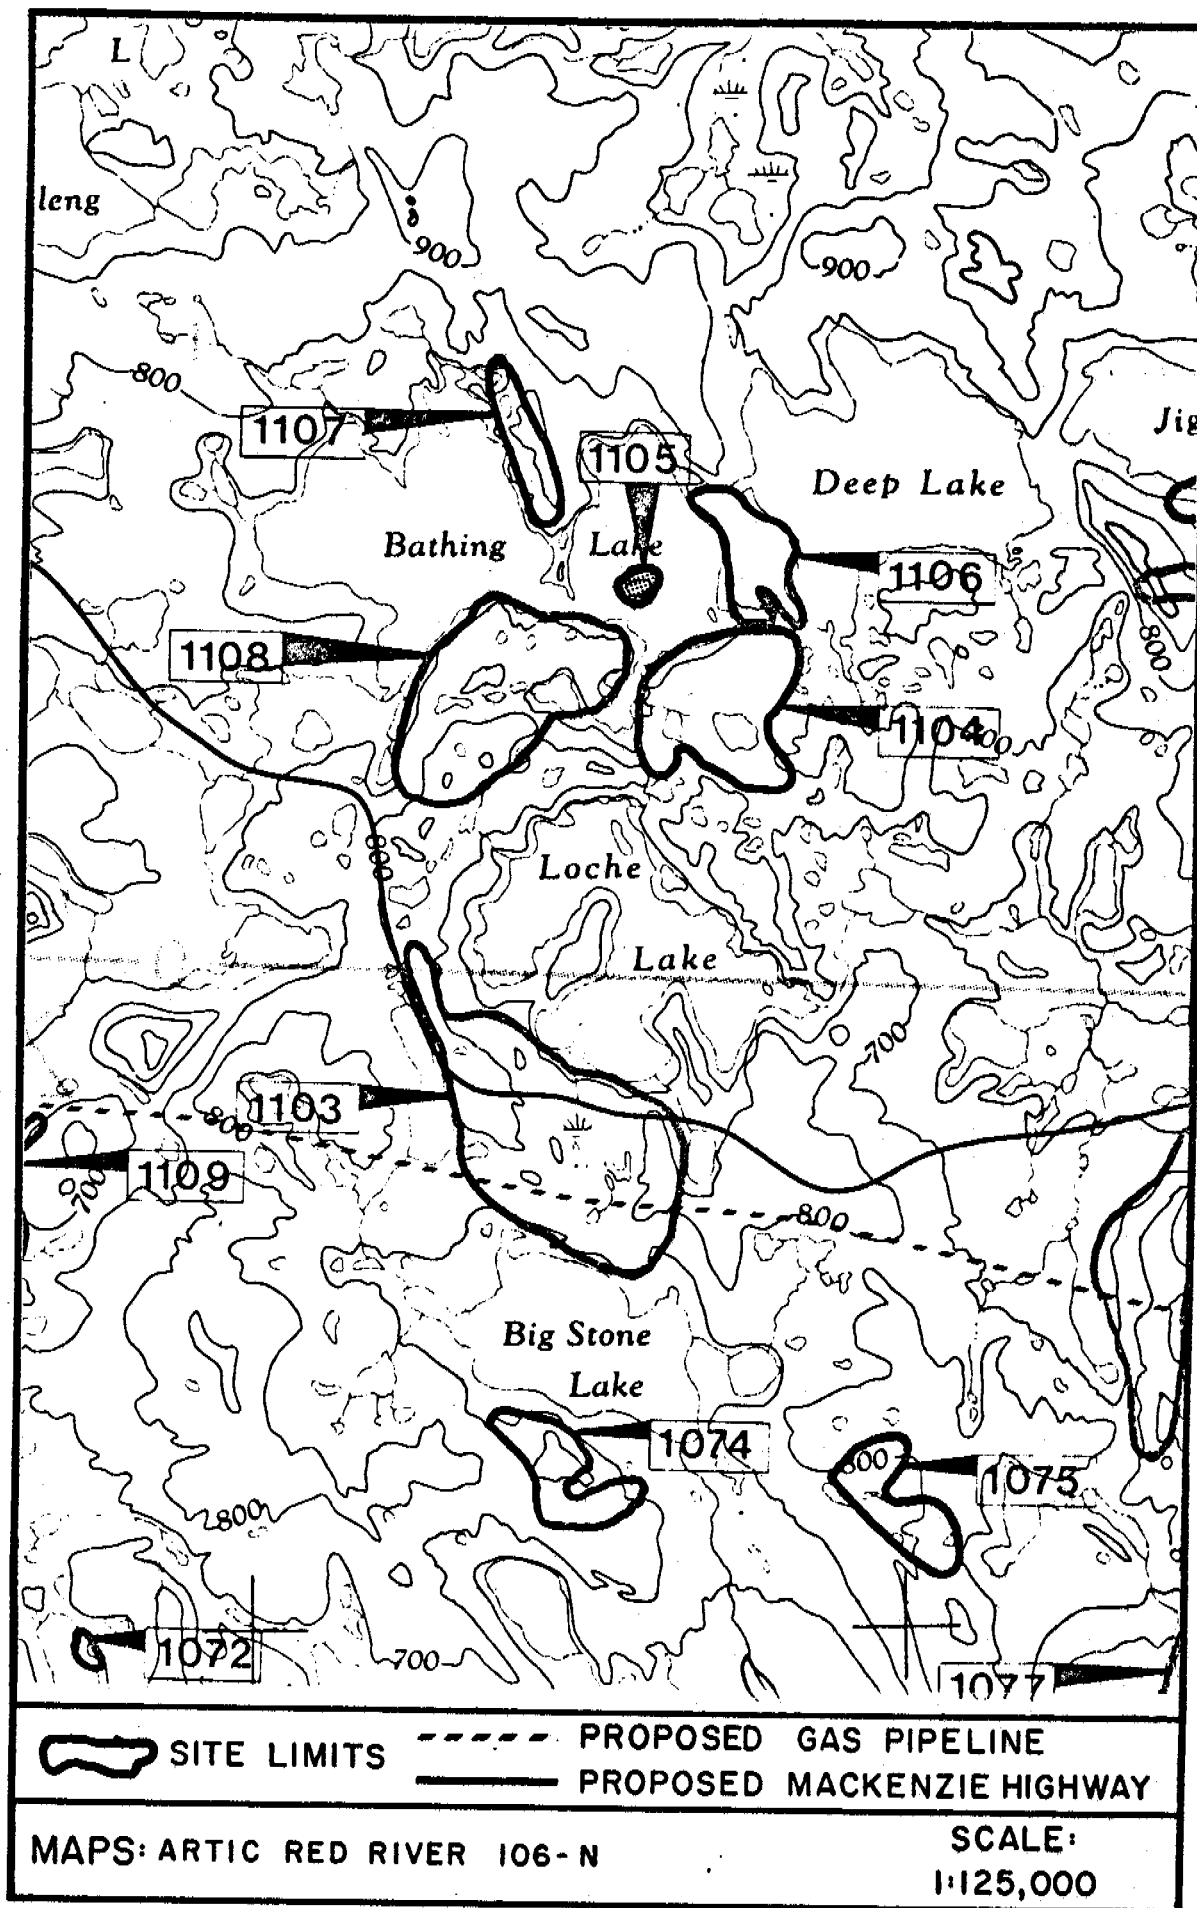 L
leng
900
900
800
1107
1105
Jig
Deep Lake
Bathing Lake
1106
800
1108
1104
800
Loche
Lake
700
1103
800
1109
700
800
Big Stone
Lake
1074
800
1075
800
1072
700
1077
SITE LIMITS
PROPOSED GAS PIPELINE
PROPOSED MACKENZIE HIGHWAY
MAPS: ARTIC RED RIVER 106-N
SCALE:
1:125,000